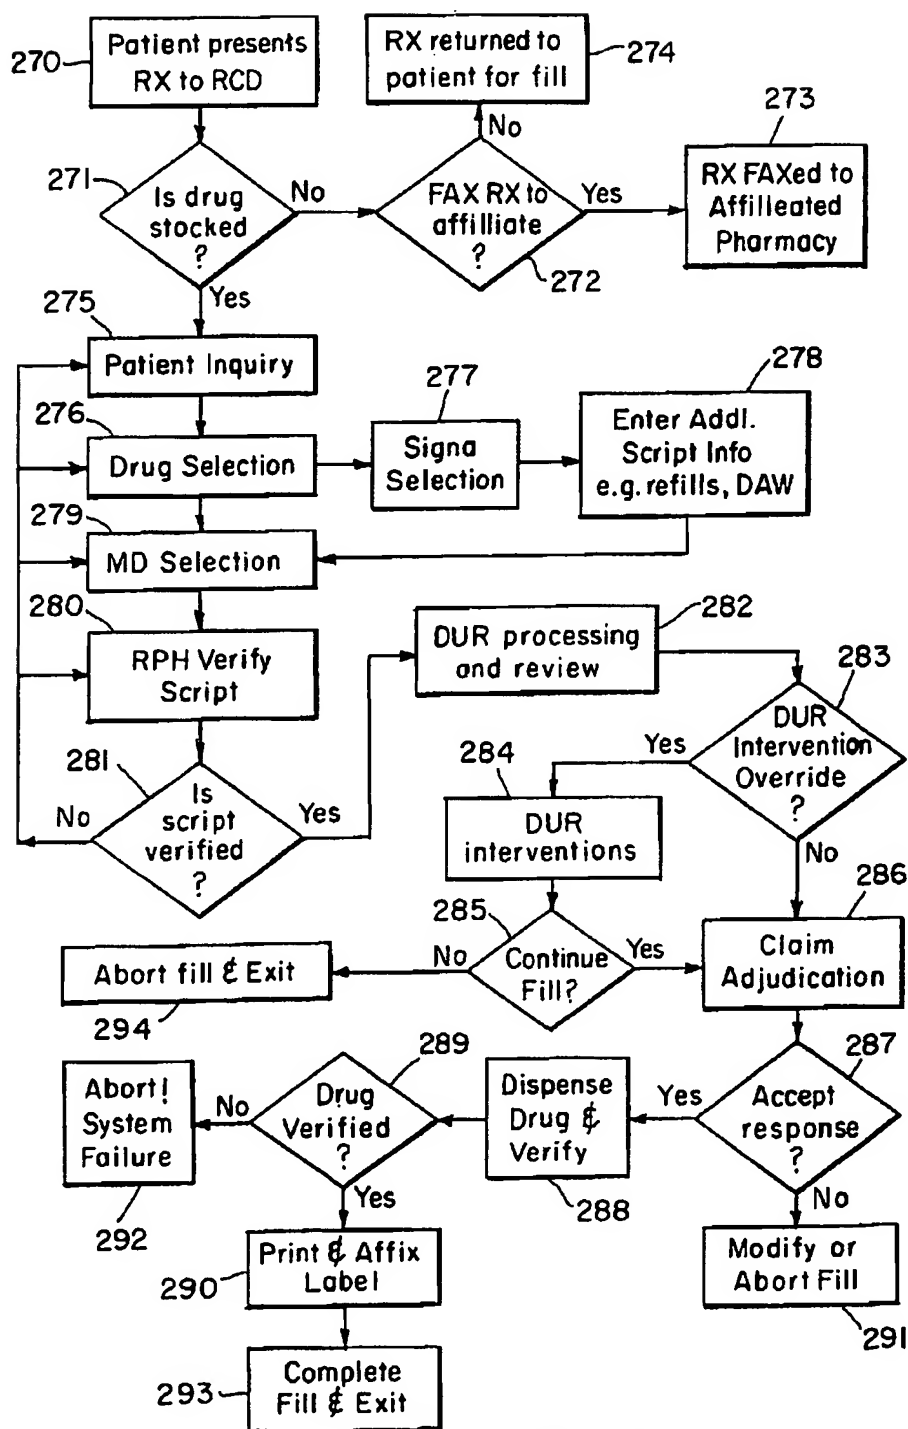 270
Patient presents
RX to RCD
RX returned to
patient for fill
274
No
273
271
Is drug
stocked
?
No
FAX RX to
affilliate
?
272
Yes
RX FAXed to
Affilleated
Pharmacy
Yes
275
Patient Inquiry
276
Drug Selection
277
Signa
Selection
278
Enter Addl.
Script Info
e.g. refills, DAW
279
MD Selection
280
RPH Verify
Script
282
DUR processing
and review
283
DUR
Intervention
Override
?
Yes
No
281
Is
script
verified
?
No
Yes
284
DUR
interventions
285
Continue
Fill?
No
Yes
286
Claim
Adjudication
Abort fill & Exit
294
287
Accept
response
?
Yes
No
Dispense
Drug &
Verify
288
289
Drug
Verified
?
No
Yes
Abort!
System
Failure
292
290
Print & Affix
Label
Modify or
Abort Fill
291
293
Complete
Fill & Exit